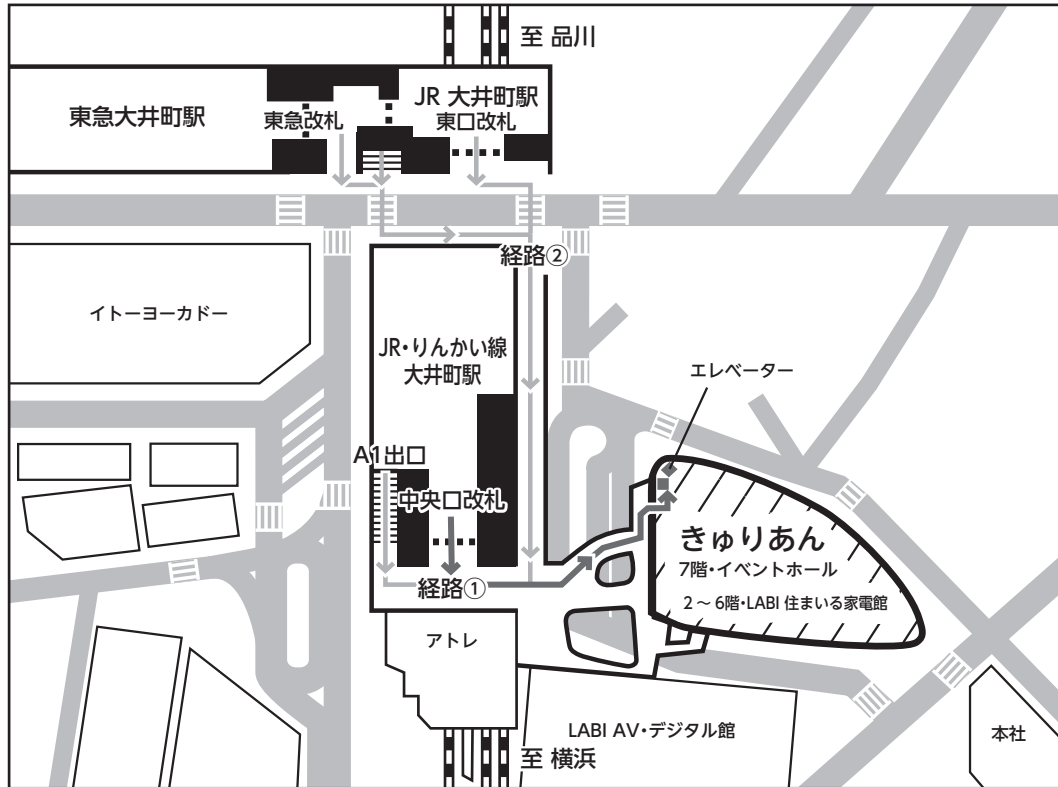 至 品川
東急大井町駅
JR 大井町駅
東急改札
東口改札
経路②
イトーヨーカドー
JR・りんかい線
大井町駅
エレベーター
A1出口
中央口改札
きゅりあん
7階・イベントホール
2～6階・LABI 住まいる家電館
経路①
アトレ
LABI AV・デジタル館
本社
至 横浜